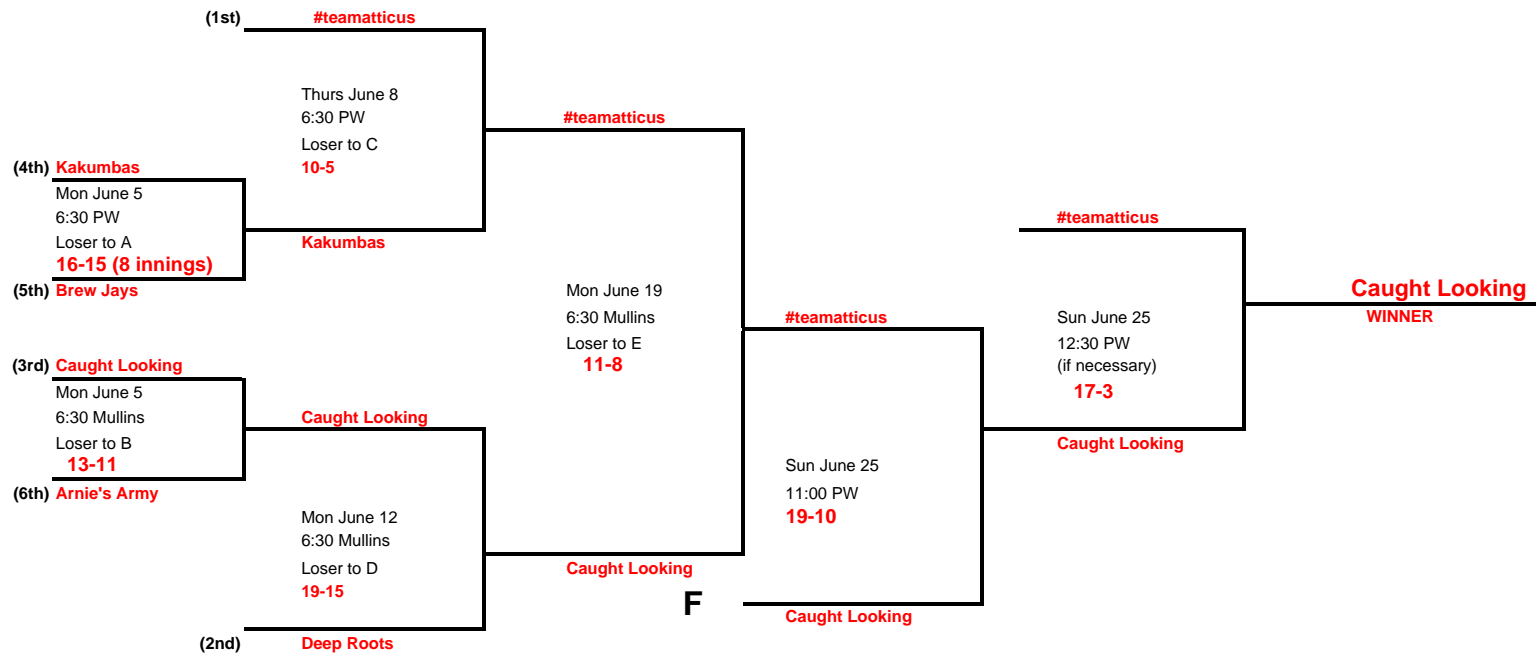 (1st) #teamatticus
Thurs June 8
6:30 PW
Loser to C
10-5
#teamatticus
(4th) Kakumbas
Mon June 5
6:30 PW
Loser to A
16-15 (8 innings)
(5th) Brew Jays
Kakumbas
#teamatticus
Mon June 19
6:30 Mullins
Loser to E
11-8
#teamatticus
Sun June 25
12:30 PW
(if necessary)
17-3
Caught Looking
WINNER
(3rd) Caught Looking
Mon June 5
6:30 Mullins
Loser to B
13-11
(6th) Arnie's Army
Caught Looking
Caught Looking
Sun June 25
11:00 PW
19-10
Mon June 12
6:30 Mullins
Loser to D
19-15
Caught Looking
F
Caught Looking
(2nd) Deep Roots